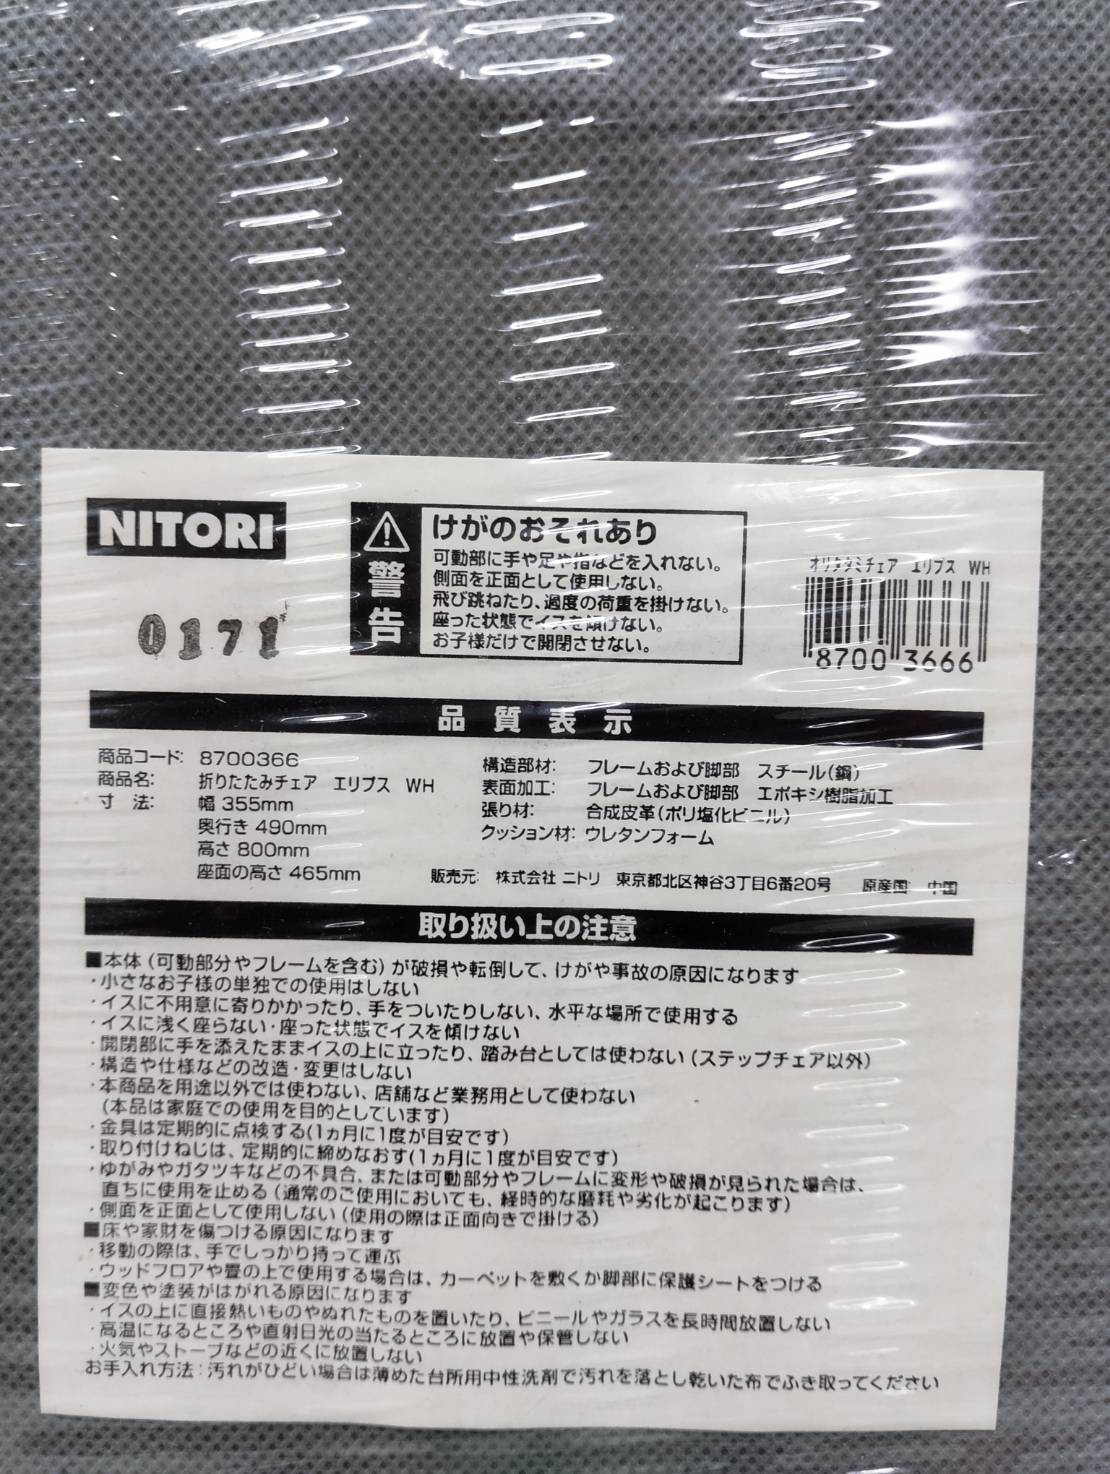 NITORI
0171
警告
けがのおそれあり
可動部に手や足や指などを入れない。
側面を正面として使用しない。
飛び跳ねたり、過度の荷重を掛けない。
座った状態でイスを傾けない。
お子様だけで開閉させない。
オリタタミチェア エリプス WH
8700 3666
品質表示
商品コード: 8700366
商品名: 折りたたみチェア エリプス WH
寸 法: 幅 355mm
奥行き 490mm
高さ 800mm
座面の高さ 465mm
構造部材: フレームおよび脚部 スチール(鋼)
表面加工: フレームおよび脚部 エポキシ樹脂加工
張り材: 合成皮革(ポリ塩化ビニル)
クッション材: ウレタンフォーム
販売元: 株式会社 ニトリ 東京都北区神谷3丁目6番20号 原産国: 中国
取り扱い上の注意
■本体(可動部分やフレームを含む)が破損や転倒して、けがや事故の原因になります
・小さなお子様の単独での使用はしない
・イスに不用意に寄りかかったり、手をついたりしない、水平な場所で使用する
・イスに浅く座らない・座った状態でイスを傾けない
・開閉部に手を添えたままイスの上に立ったり、踏み台としては使わない(ステップチェア以外)
・構造や仕様などの改造・変更はしない
・本商品を用途以外では使わない、店舗など業務用として使わない
(本品は家庭での使用を目的としています)
・金具は定期的に点検する(1ヵ月に1度が目安です)
・取り付けねじは、定期的に締めなおす(1ヵ月に1度が目安です)
・ゆがみやガタツキなどの不具合、または可動部分やフレームに変形や破損が見られた場合は、
直ちに使用を止める(通常のご使用においても、経時的な磨耗や劣化が起こります)
・側面を正面として使用しない(使用の際は正面向きで掛ける)
■床や家財を傷つける原因になります
・移動の際は、手でしっかり持って運ぶ
・ウッドフロアや畳の上で使用する場合は、カーペットを敷くか脚部に保護シートをつける
■変色や塗装がはがれる原因になります
・イスの上に直接熱いものやぬれたものを置いたり、ビニールやガラスを長時間放置しない
・高温になるところや直射日光の当たるところに放置や保管しない
・火気やストーブなどの近くに放置しない
お手入れ方法:汚れがひどい場合は薄めた台所用中性洗剤で汚れを落とし乾いた布でふき取ってください